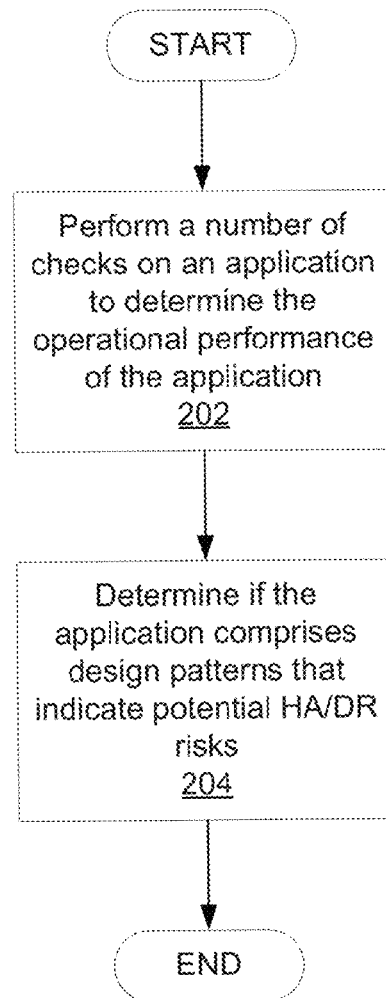 START
Perform a number of
checks on an application
to determine the
operational performance
of the application
202
Determine if the
application comprises
design patterns that
indicate potential HA/DR
risks
204
END